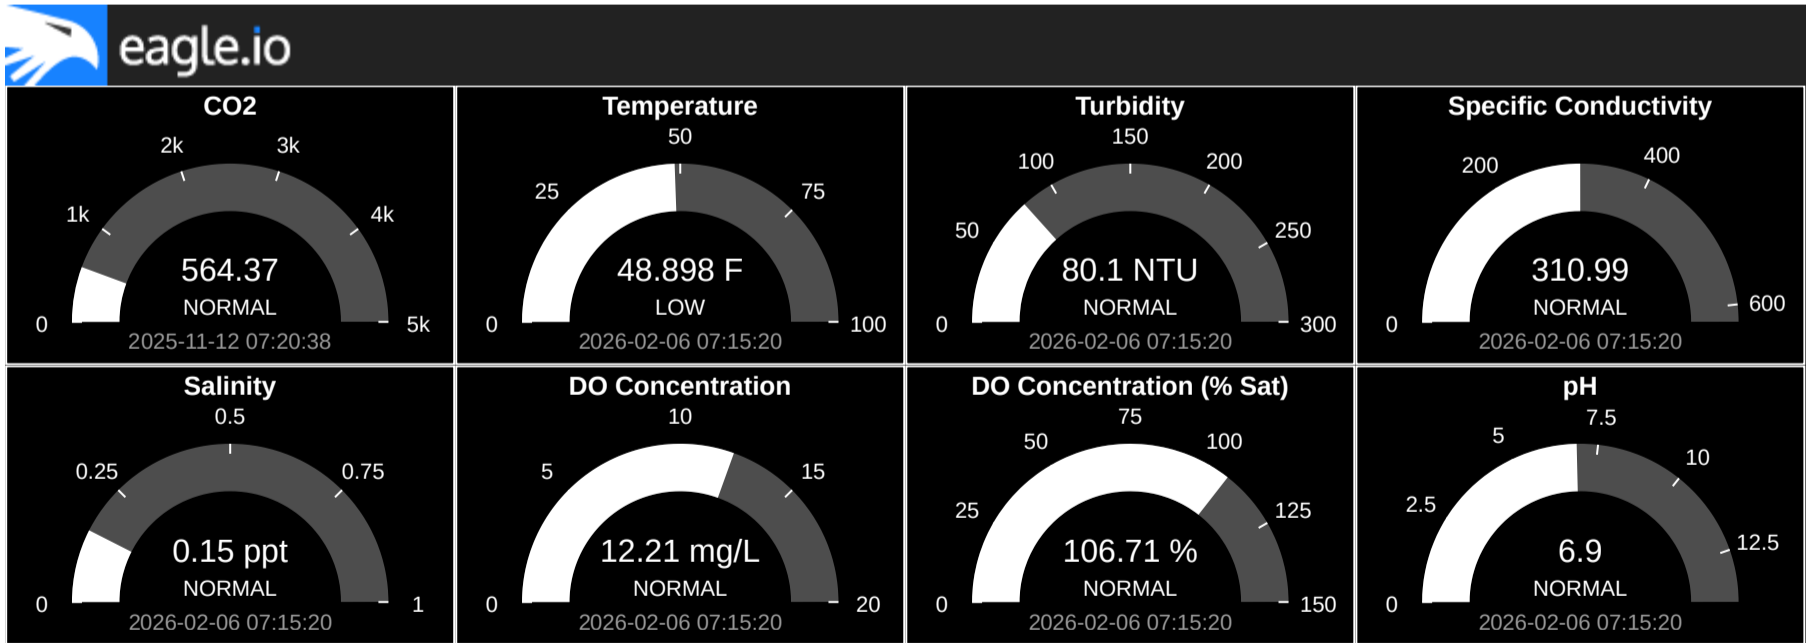 eagle.io
CO2
0
1k
2k
3k
4k
5k
564.37
NORMAL
2025-11-12 07:20:38
Temperature
0
25
50
75
100
48.898 F
LOW
2026-02-06 07:15:20
Turbidity
0
50
100
150
200
250
300
80.1 NTU
NORMAL
2026-02-06 07:15:20
Specific Conductivity
0
200
400
600
310.99
NORMAL
2026-02-06 07:15:20
Salinity
0
0.25
0.5
0.75
1
0.15 ppt
NORMAL
2026-02-06 07:15:20
DO Concentration
0
5
10
15
20
12.21 mg/L
NORMAL
2026-02-06 07:15:20
DO Concentration (% Sat)
0
25
50
75
100
125
150
106.71 %
NORMAL
2026-02-06 07:15:20
pH
0
2.5
5
7.5
10
12.5
6.9
NORMAL
2026-02-06 07:15:20